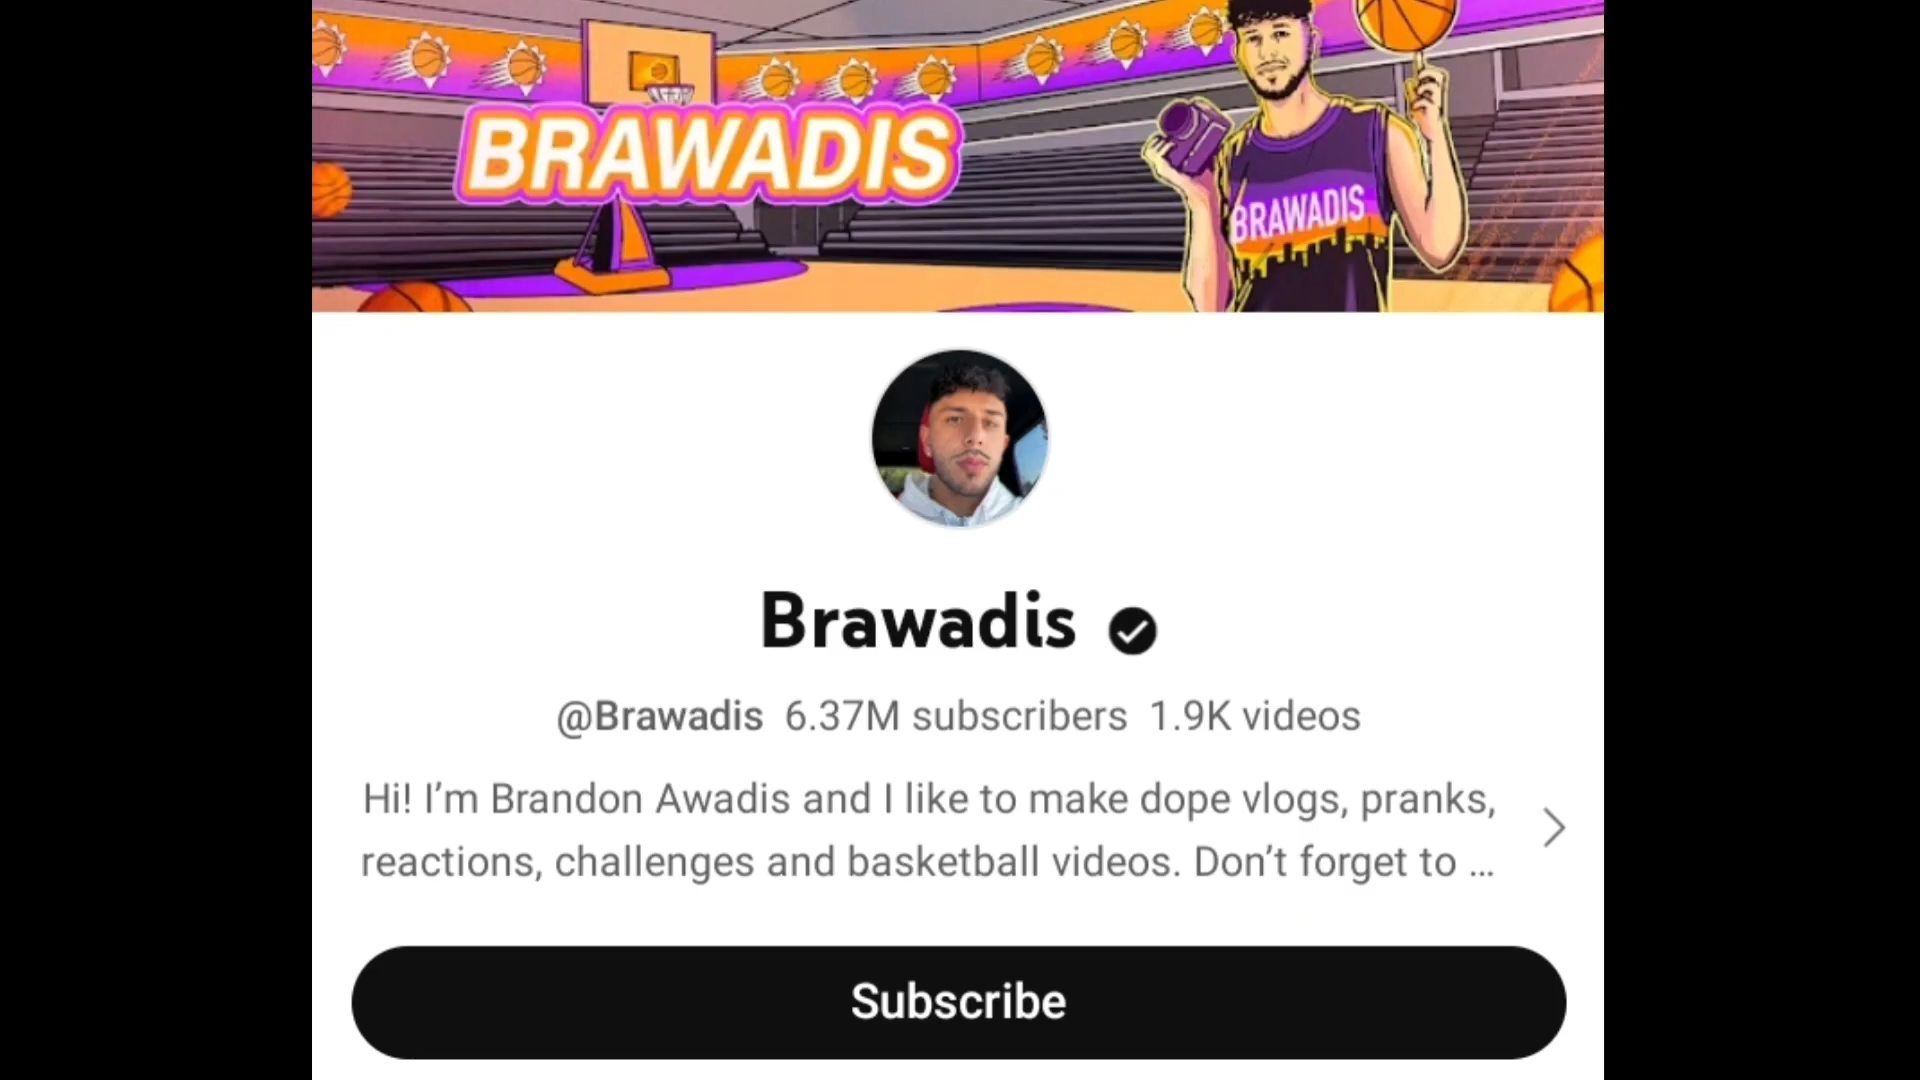 BRAWADIS
BRAWADIS
Brawadis
@Brawadis 6.37M subscribers 1.9K videos
Hi! I’m Brandon Awadis and I like to make dope vlogs, pranks,
reactions, challenges and basketball videos. Don’t forget to ...
Subscribe